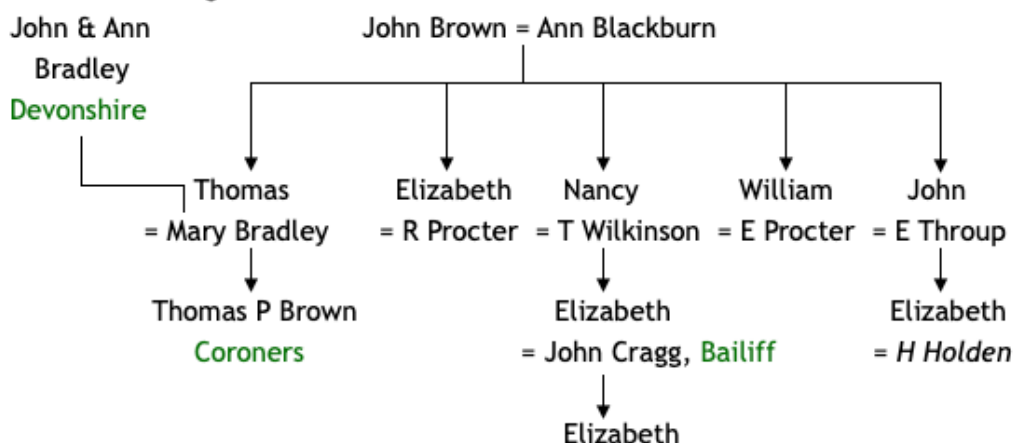 John & Ann
Bradley
Devonshire
John Brown = Ann Blackburn
Thomas
= Mary Bradley
Elizabeth
= R Procter
Nancy
= T Wilkinson
William
= E Procter
John
= E Throup
Thomas P Brown
Coroners
Elizabeth
= John Cragg, Bailiff
Elizabeth
= H Holden
Elizabeth